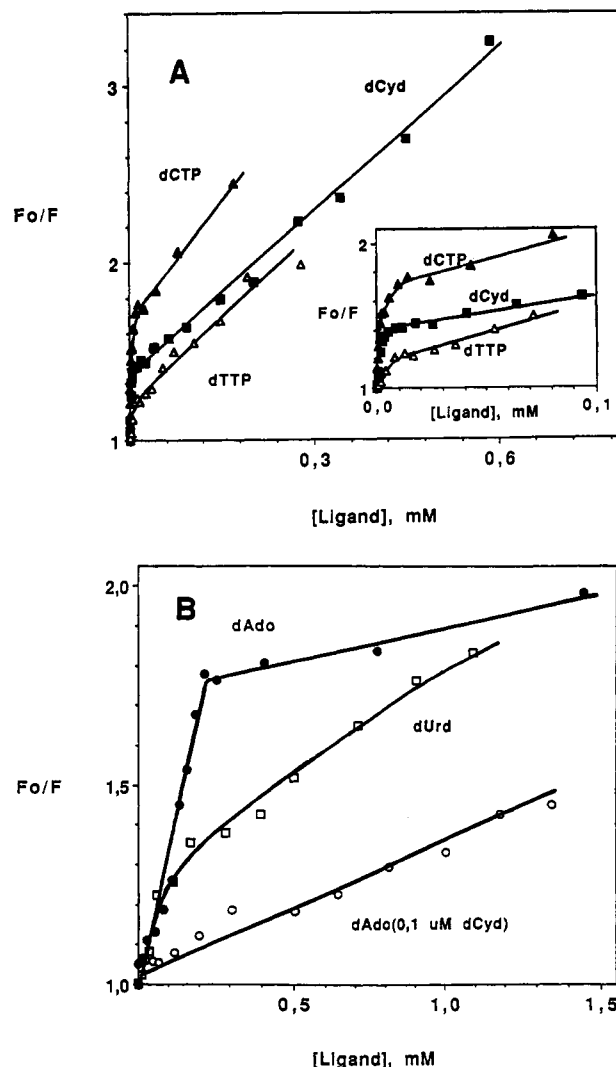 A
3
2
1
Fo/F
dCTP
dCyd
dTTP
2
1
Fo/F
dCTP
dCyd
dTTP
0,0
0,1
[Ligand], mM
0,3
0,6
[Ligand], mM
B
2,0
1,5
1,0
Fo/F
dAdo
dUrd
dAdo(0,1 uM dCyd)
0,5
1,0
1,5
[Ligand], mM